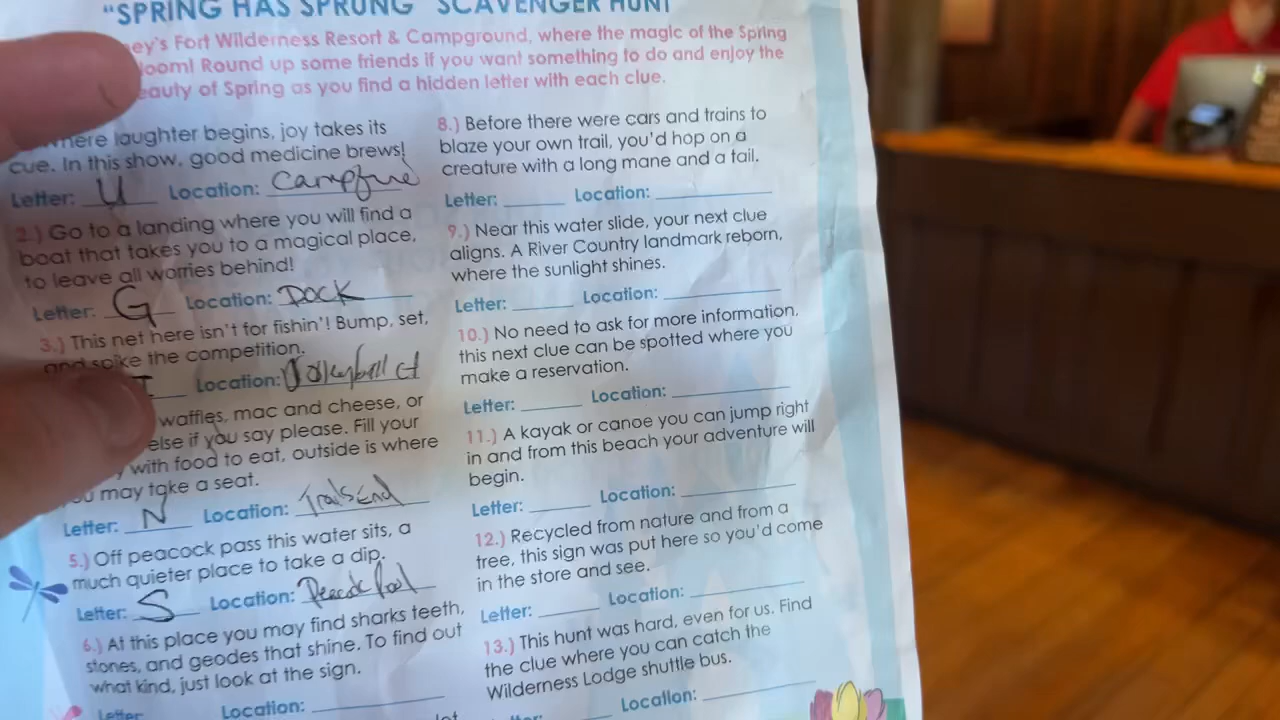 "SPRING HAS SPRUNG" SCAVENGER HUNT
ney's Fort Wilderness Resort & Campground, where the magic of the Spring
loom! Round up some friends if you want something to do and enjoy the
eauty of Spring as you find a hidden letter with each clue.
here laughter begins, joy takes its
cue. In this show, good medicine brews!
Letter: U Location: Campfire
2.) Go to a landing where you will find a
boat that takes you to a magical place,
to leave all worries behind!
Letter: G Location: Dock
3.) This net here isn't for fishin'! Bump, set,
and spike the competition.
I Location: Volleyball ct
waffles, mac and cheese, or
else if you say please. Fill your
with food to eat, outside is where
you may take a seat.
Letter: N Location: Trails End
5.) Off peacock pass this water sits, a
much quieter place to take a dip.
Letter: S Location: Peacock Pool
6.) At this place you may find sharks teeth,
stones, and geodes that shine. To find out
what kind, just look at the sign.
Letter Location:
8.) Before there were cars and trains to
blaze your own trail, you'd hop on a
creature with a long mane and a tail.
Letter: Location:
9.) Near this water slide, your next clue
aligns. A River Country landmark reborn,
where the sunlight shines.
Letter: Location:
10.) No need to ask for more information,
this next clue can be spotted where you
make a reservation.
Letter: Location:
11.) A kayak or canoe you can jump right
in and from this beach your adventure will
begin.
Letter: Location:
12.) Recycled from nature and from a
tree, this sign was put here so you'd come
in the store and see.
Letter: Location:
13.) This hunt was hard, even for us. Find
the clue where you can catch the
Wilderness Lodge shuttle bus.
Location: